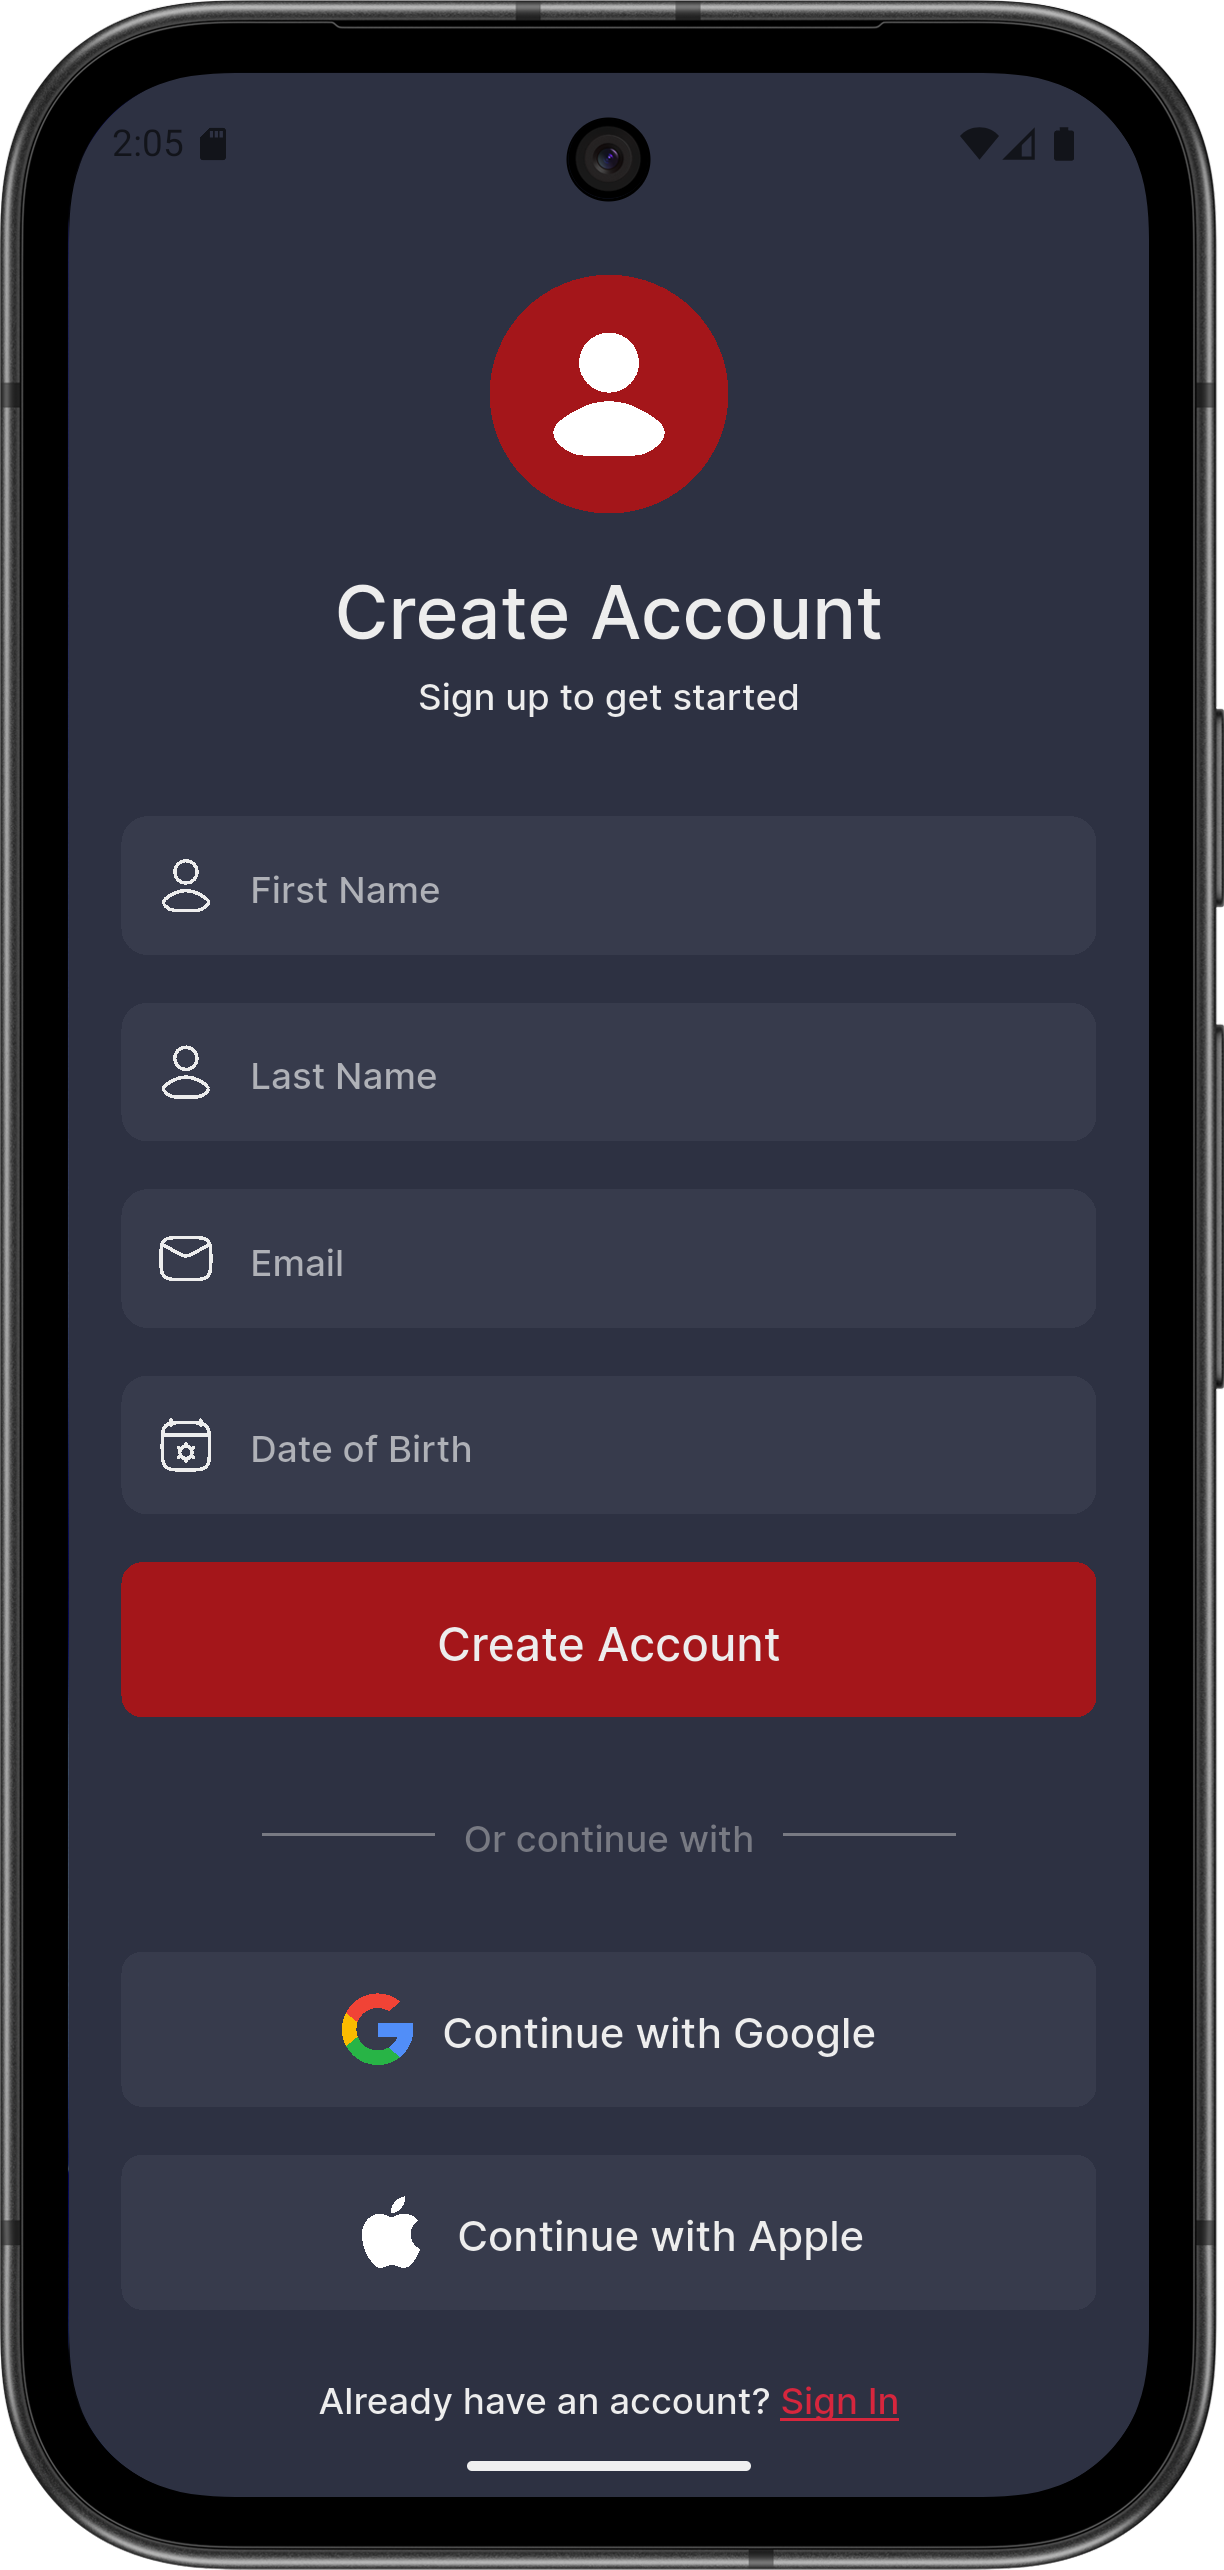 2:05
Create Account
Sign up to get started
First Name
Last Name
Email
Date of Birth
Create Account
Or continue with
Continue with Google
Continue with Apple
Already have an account? Sign In